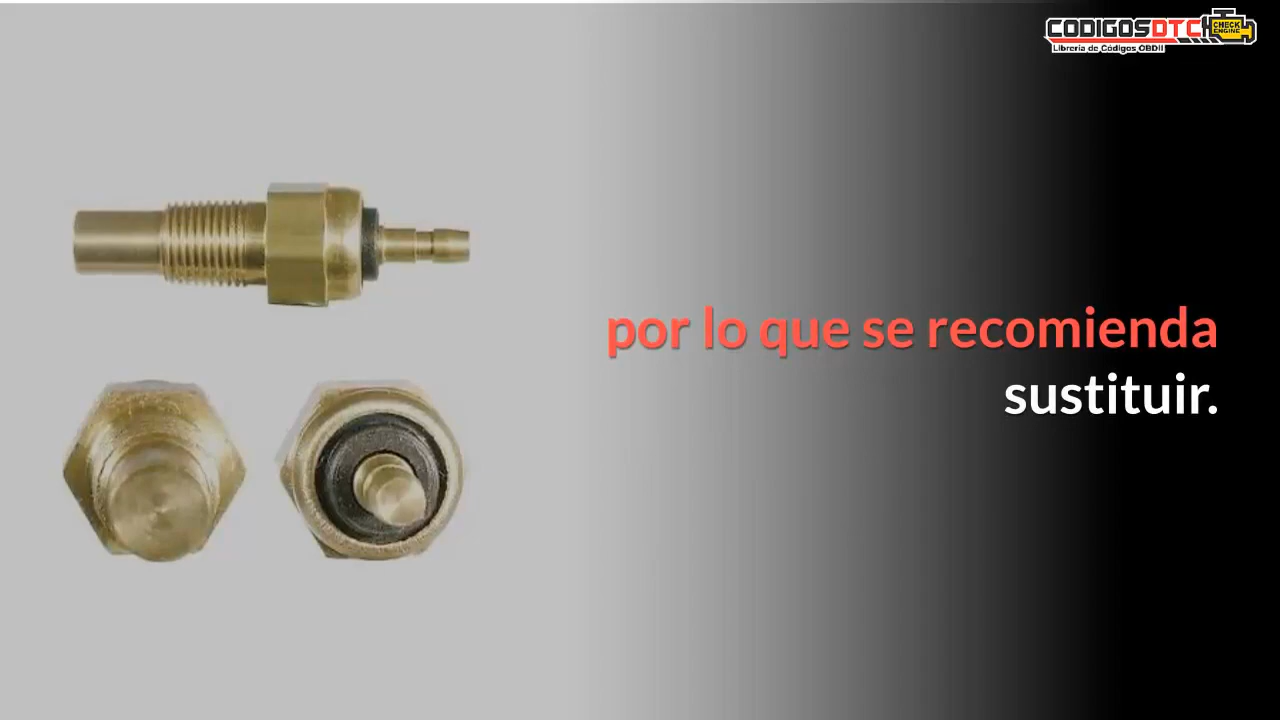 CODIGOSDTC
CHECK
ENGINE
Librería de Códigos OBDII
por lo que se recomienda
sustituir.